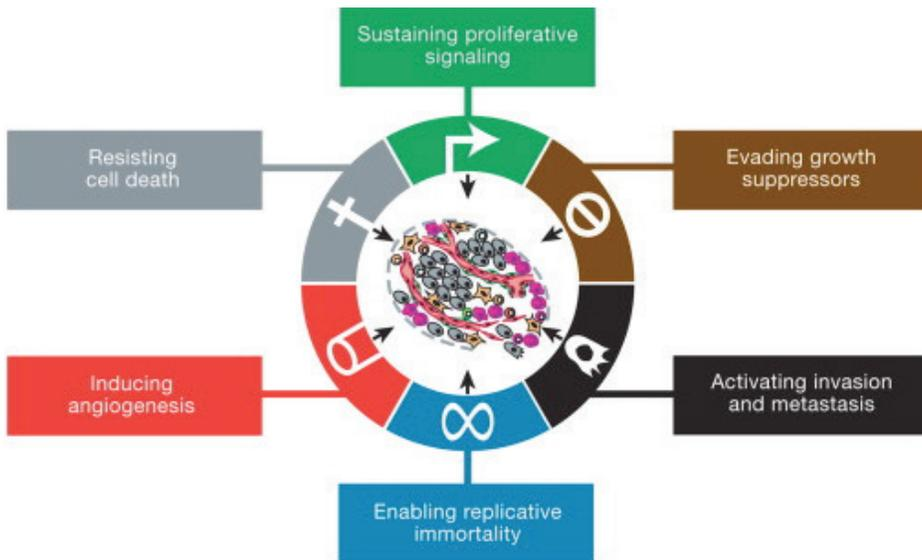 Sustaining proliferative
signaling
Resisting
cell death
Evading growth
suppressors
Inducing
angiogenesis
Activating invasion
and metastasis
Enabling replicative
immortality